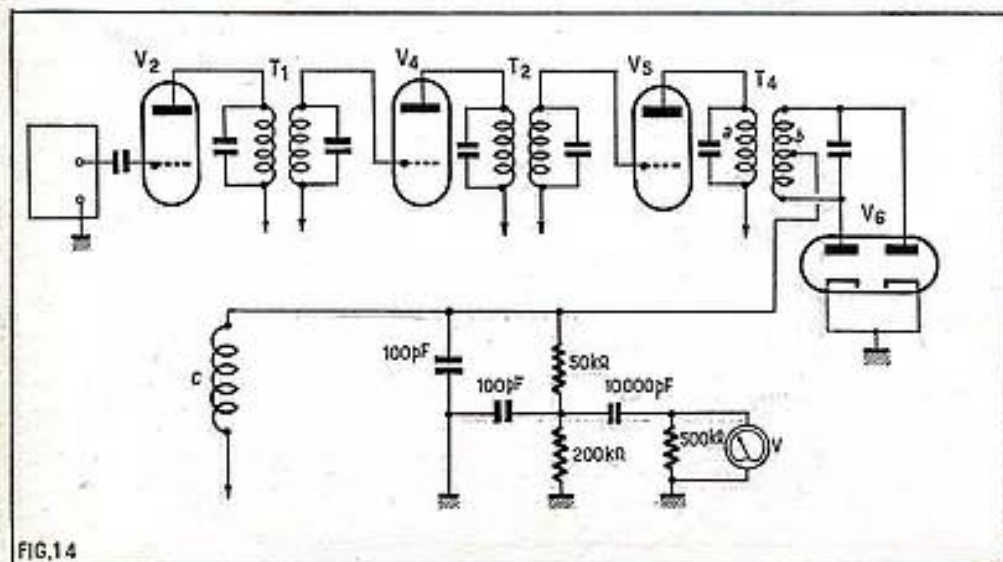 V2
T1
V4
T2
V5
T4
a
b
V6
C
100pF
100pF
50kΩ
10000pF
200kΩ
500kΩ
V
FIG.14